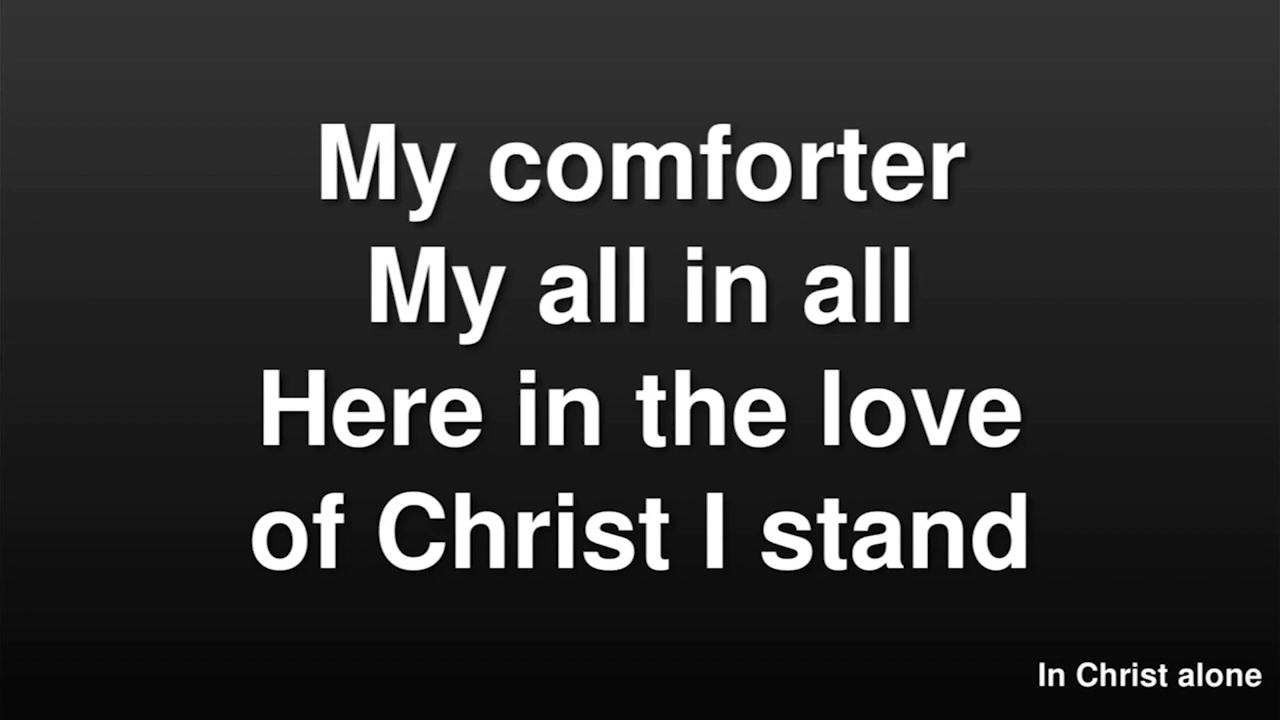 My comforter
My all in all
Here in the love
of Christ I stand
In Christ alone